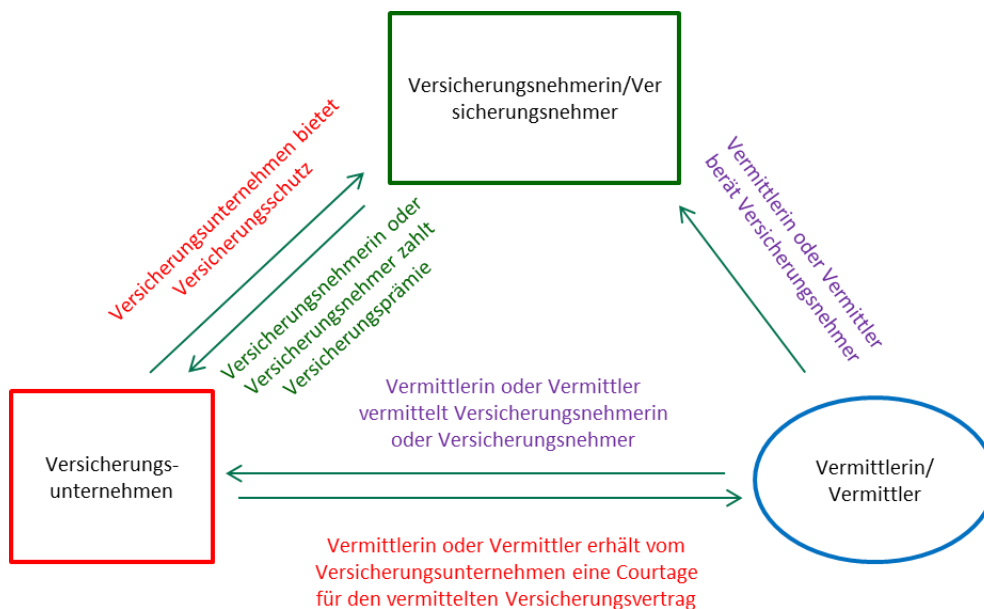 Versicherungsnehmerin/Ver
sicherungsnehmer
Versicherungsunternehmen bietet
Versicherungsschutz
Versicherungsnehmerin oder
Versicherungsnehmer zahlt
Versicherungsprämie
Vermittlerin oder Vermittler
berät Versicherungsnehmer
Vermittlerin oder Vermittler
vermittelt Versicherungsnehmerin
oder Versicherungsnehmer
Versicherungs-
unternehmen
Vermittlerin/
Vermittler
Vermittlerin oder Vermittler erhält vom
Versicherungsunternehmen eine Courtage
für den vermittelten Versicherungsvertrag